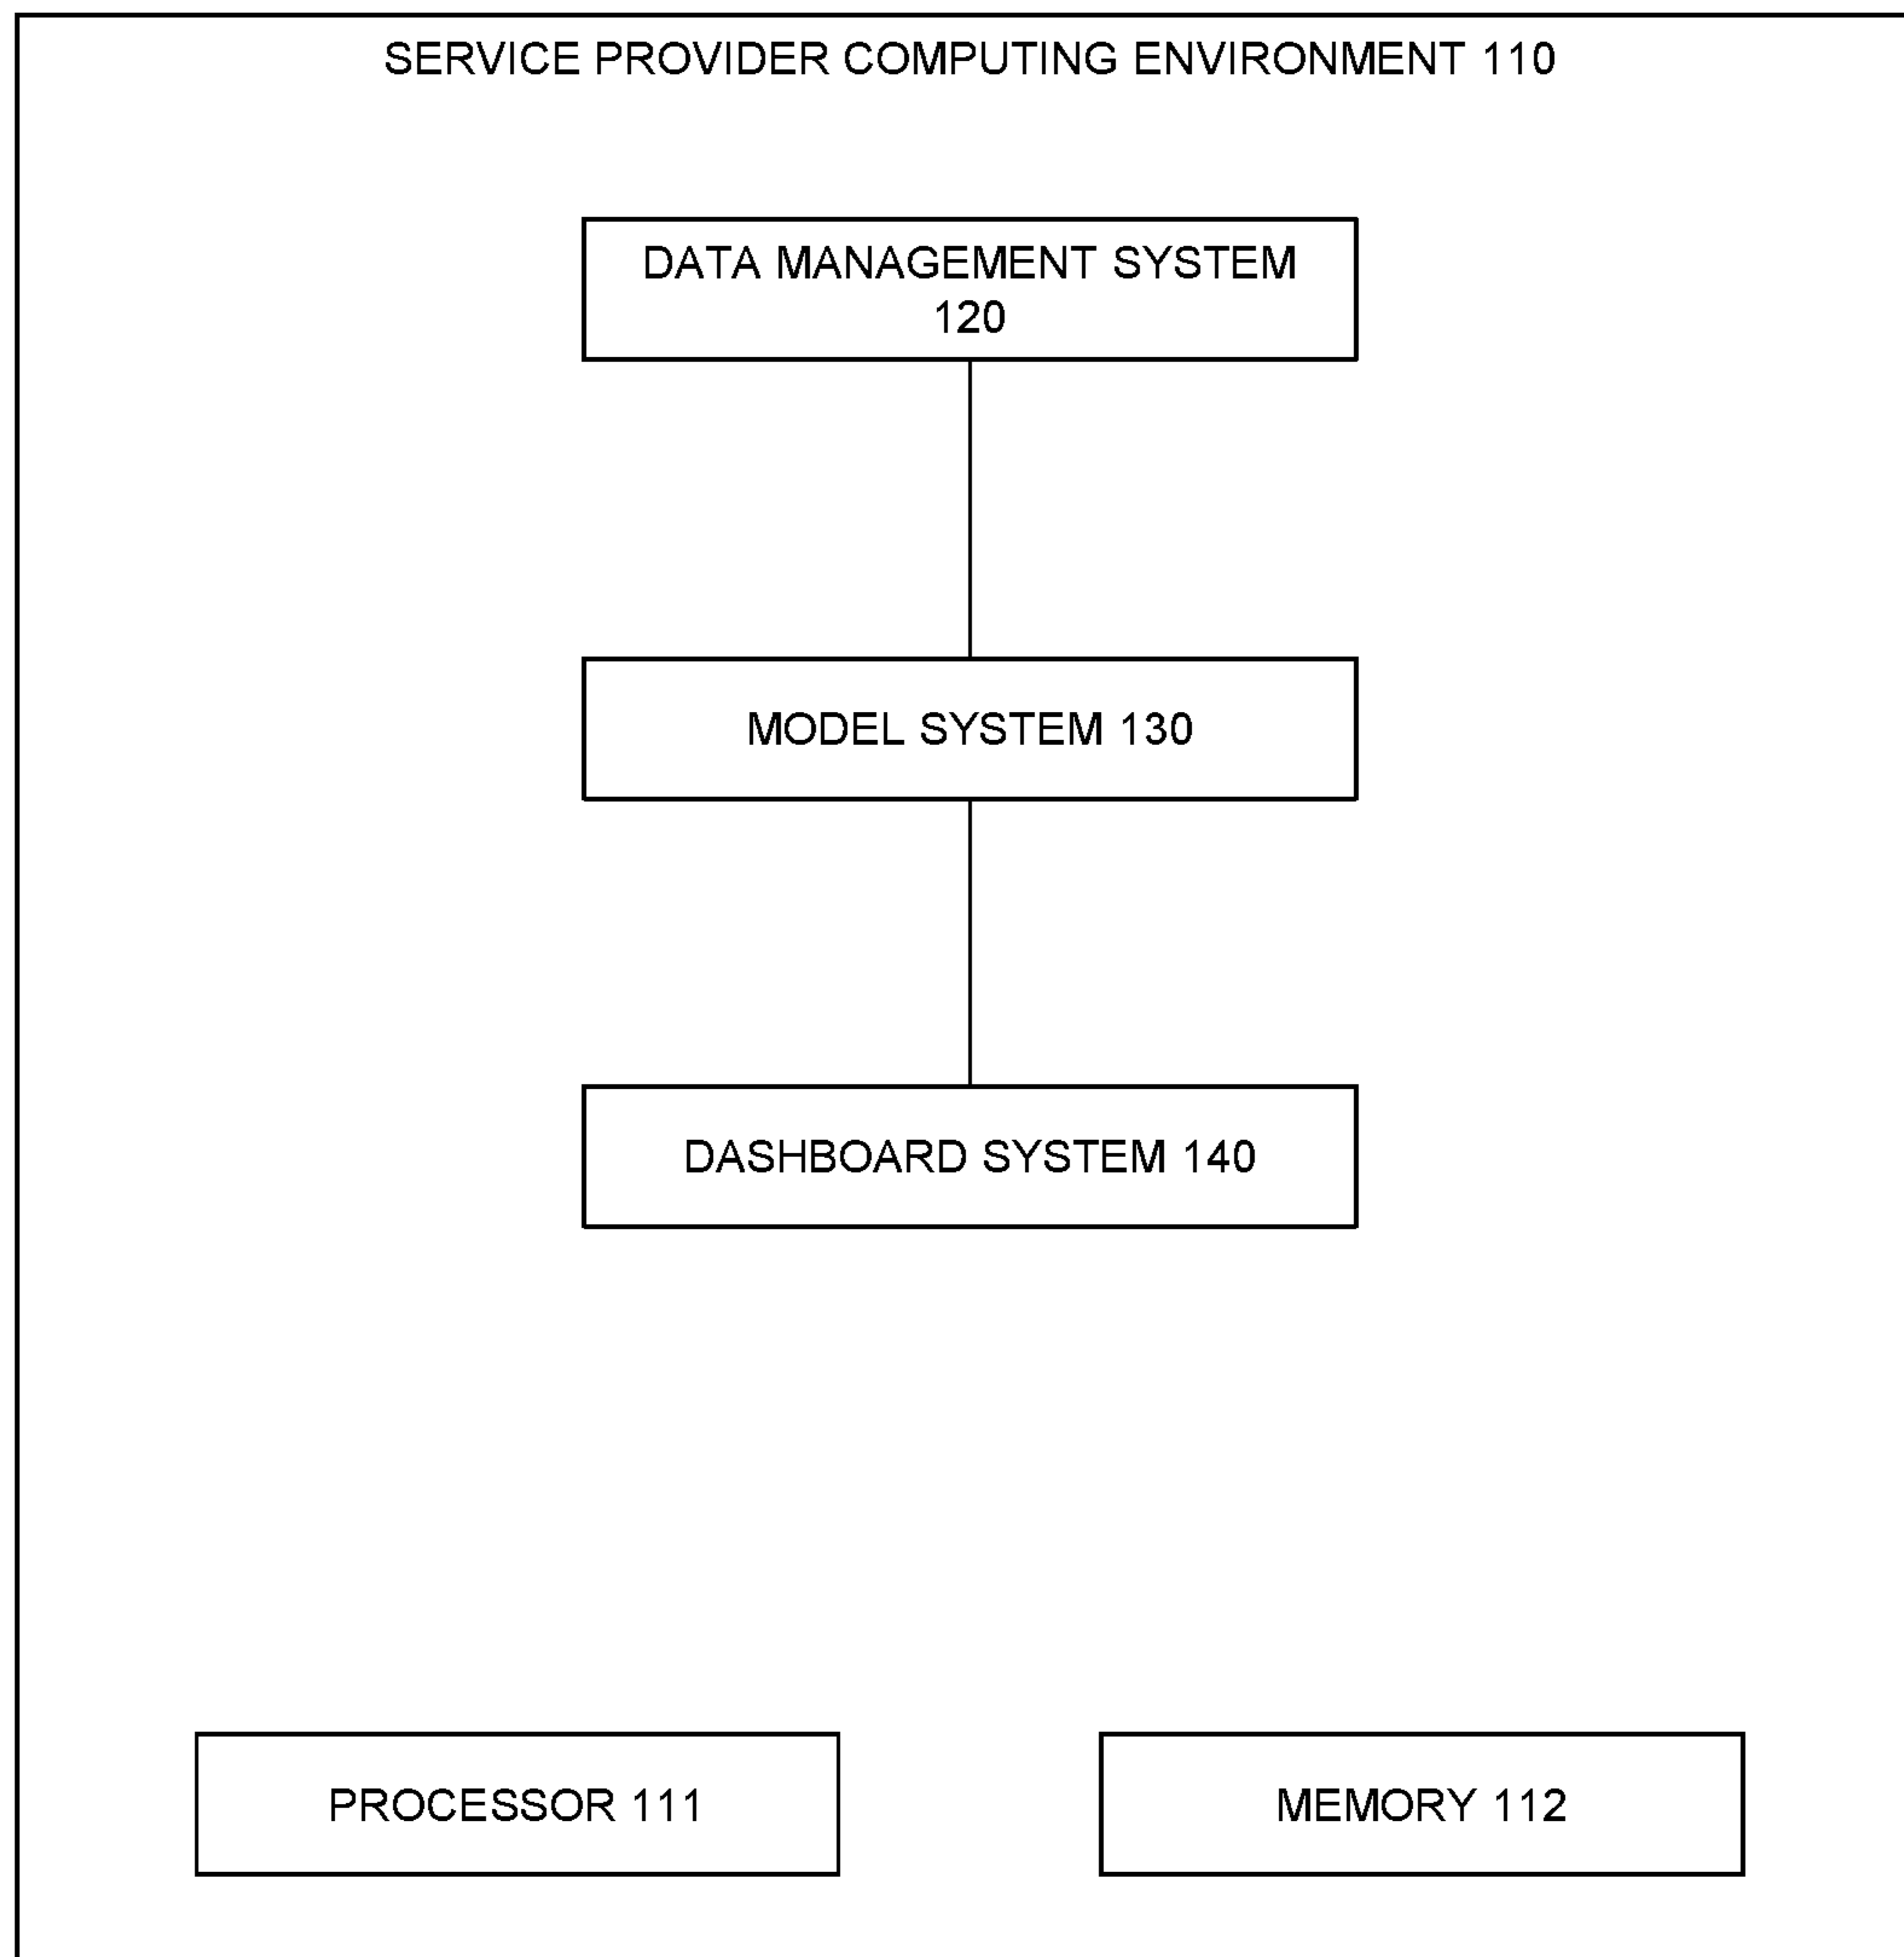 SERVICE PROVIDER COMPUTING ENVIRONMENT 110
DATA MANAGEMENT SYSTEM
120
MODEL SYSTEM 130
DASHBOARD SYSTEM 140
PROCESSOR 111
MEMORY 112